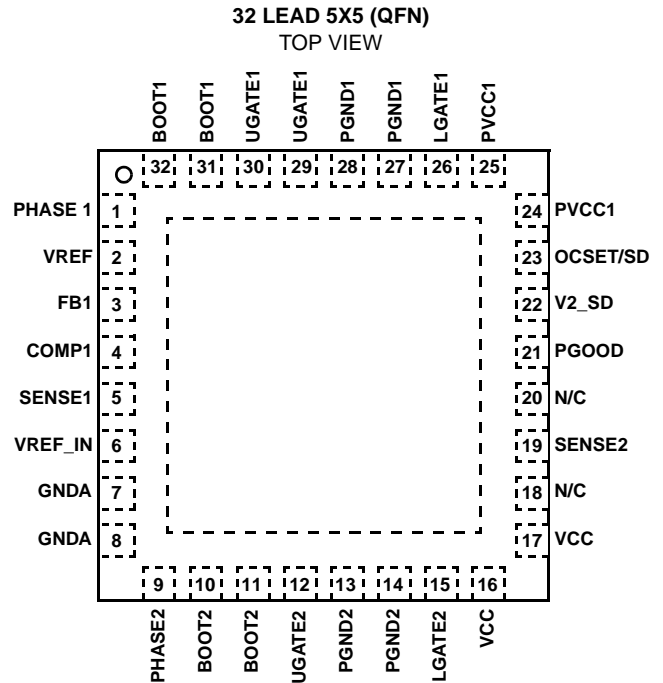 32 LEAD 5X5 (QFN)
TOP VIEW
BOOT1
BOOT1
UGATE1
UGATE1
PGND1
PGND1
LGATE1
PVCC1
32 31 30 29 28 27 26 25
PHASE 1 1 24 PVCC1
VREF 2 23 OCSET/SD
FB1 3 22 V2_SD
COMP1 4 21 PGOOD
SENSE1 5 20 N/C
VREF_IN 6 19 SENSE2
GNDA 7 18 N/C
GNDA 8 17 VCC
9 10 11 12 13 14 15 16
PHASE2
BOOT2
BOOT2
UGATE2
PGND2
PGND2
LGATE2
VCC